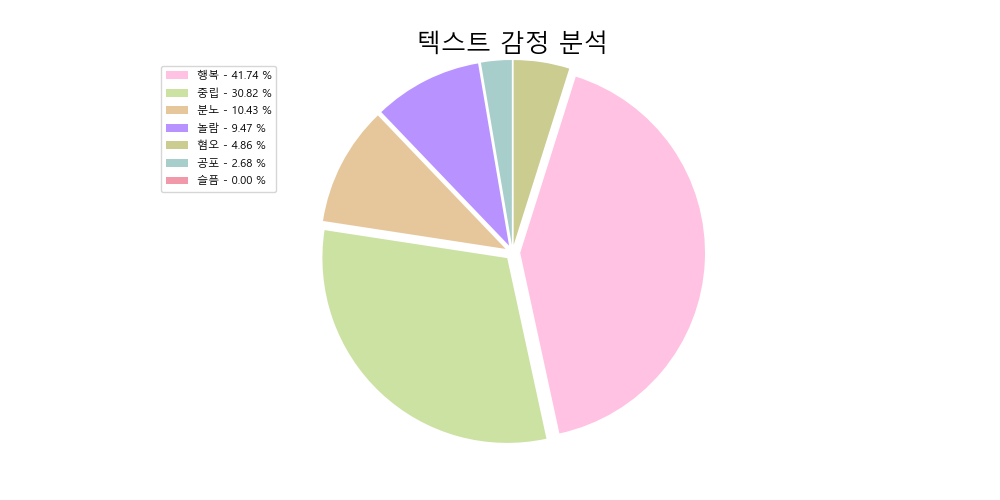 텍스트 감정 분석
행복 - 41.74 %
중립 - 30.82 %
분노 - 10.43 %
놀람 - 9.47 %
혐오 - 4.86 %
공포 - 2.68 %
슬픔 - 0.00 %